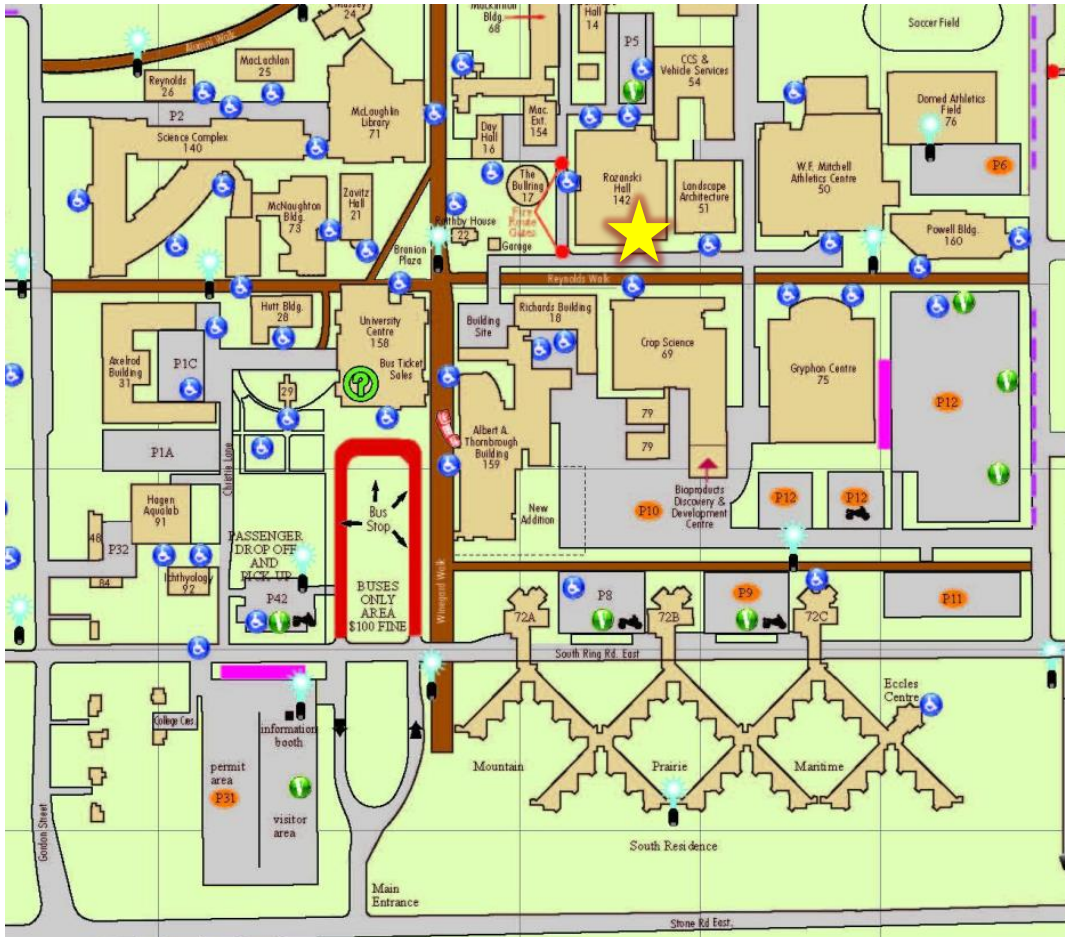 Massey
24
MacKinnon
Bldg.
68
Hall
14
P5
CCS &
Vehicle Services
54
Soccer Field
Alumni Walk
MacLachlan
25
Reynolds
26
P2
McLaughlin
Library
71
Science Complex
140
Day
Hall
16
Mac.
Ext.
154
Domed Athletics
Field
76
P6
W.F. Mitchell
Athletics Centre
50
The
Bullring
17
Fire
Route
Gates
Rozanski
Hall
142
Landscape
Architecture
51
McNaughton
Bldg.
73
Zavitz
Hall
21
Raithby House
22
Garage
Branion
Plaza
Powell Bldg.
160
Reynolds Walk
Hutt Bldg.
28
University
Centre
158
Bus Ticket
Sales
Building
Site
Richards Building
18
Crop Science
69
Gryphon Centre
75
Axelrod
Building
31
P1C
29
79
79
P12
P1A
Christie Lane
Albert A.
Thornbrough
Building
159
Hagen
Aqualab
91
48
P32
84
Ichthyology
92
Bus
Stop
New
Addition
P10
Bioproducts
Discovery &
Development
Centre
P12
P12
PASSENGER
DROP OFF
AND
PICK-UP
P42
BUSES
ONLY
AREA
$100 FINE
Winegard Walk
72A
P8
72B
P9
72C
P11
South Ring Rd. East
Eccles
Centre
College Cres.
information
booth
permit
area
P31
visitor
area
Mountain
Prairie
Maritime
South Residence
Gordon Street
Main
Entrance
Stone Rd East.